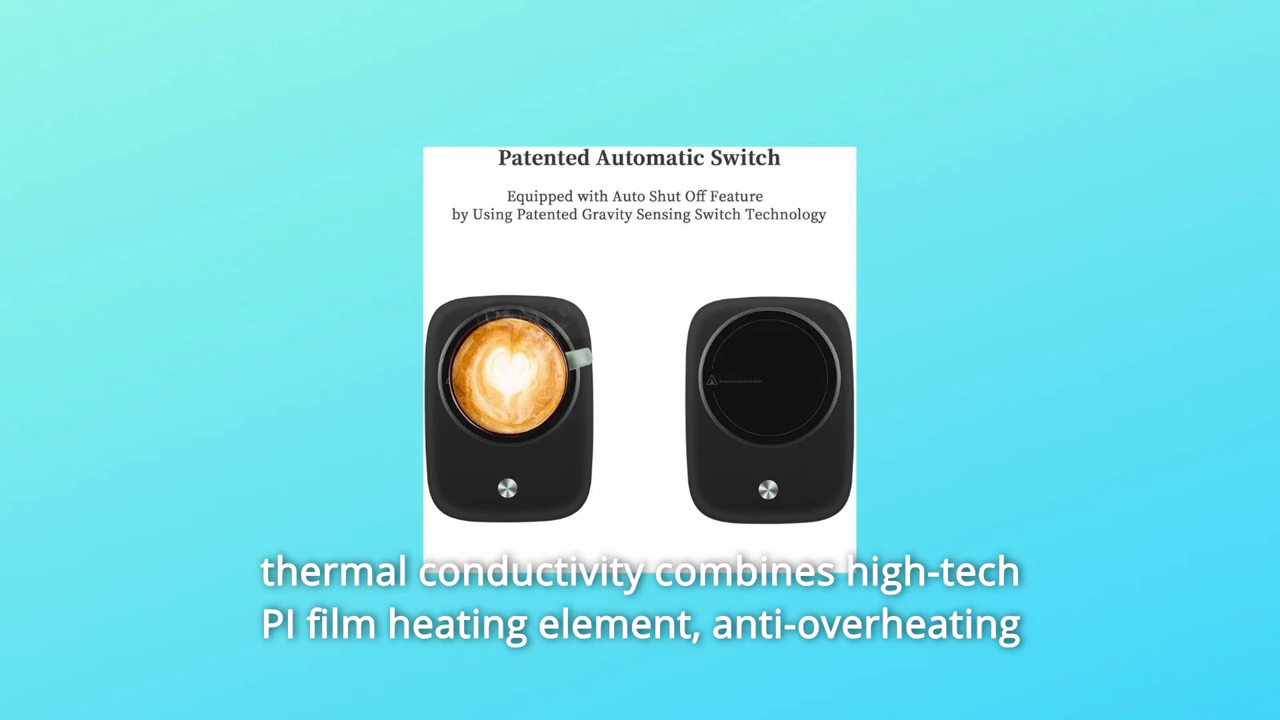 Patented Automatic Switch
Equipped with Auto Shut Off Feature
by Using Patented Gravity Sensing Switch Technology
thermal conductivity combines high-tech
PI film heating element, anti-overheating